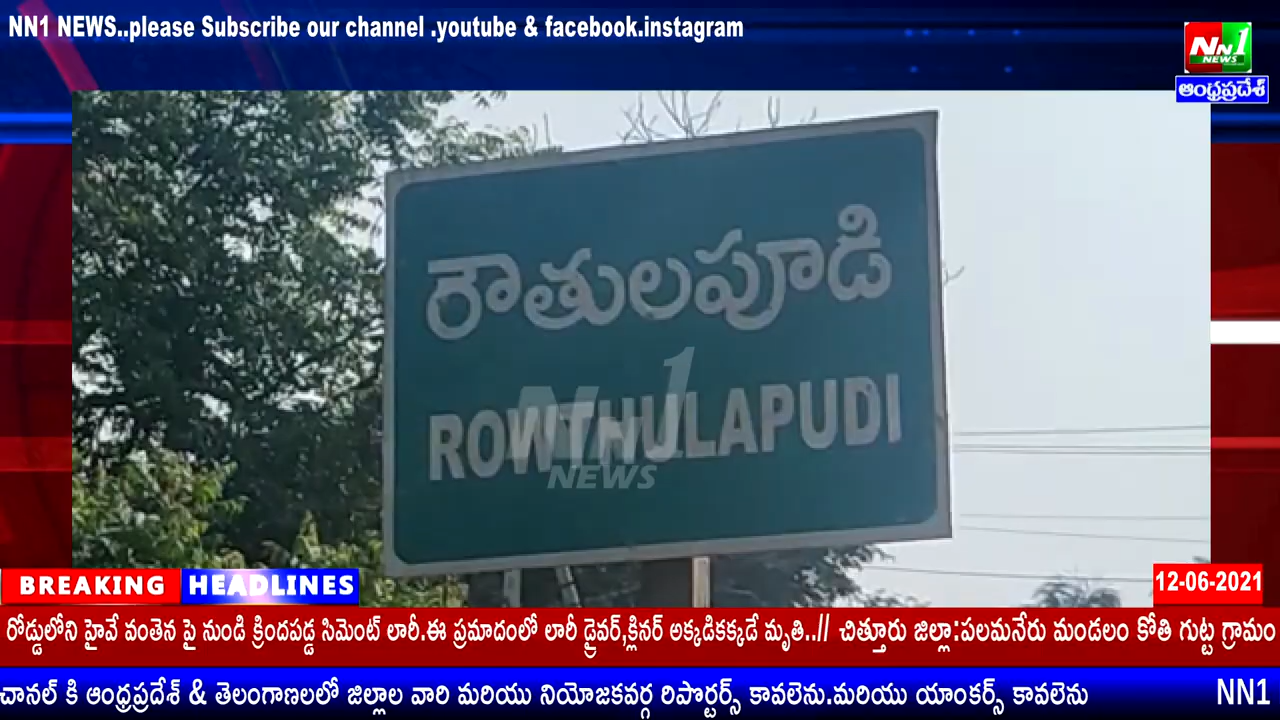 NN1 NEWS..please Subscribe our channel .youtube & facebook.instagram
NN1
NEWS
ఆంధ్రప్రదేశ్
రౌతులపూడి
ROWTHULAPUDI
NN1
NEWS
BREAKING HEADLINES
12-06-2021
రోడ్డులోని హైవే వంతెన పై నుండి క్రిందపడ్డ సిమెంట్ లారీ.ఈ ప్రమాదంలో లారీ డ్రైవర్,క్లినర్ అక్కడికక్కడే మృతి..// చిత్తూరు జిల్లా:పలమనేరు మండలం కోతి గుట్ట గ్రామం
చానల్ కి ఆంధ్రప్రదేశ్ & తెలంగాణలలో జిల్లాల వారి మరియు నియోజకవర్గ రిపొర్టర్స్ కావలెను.మరియు యాంకర్స్ కావలెను NN1